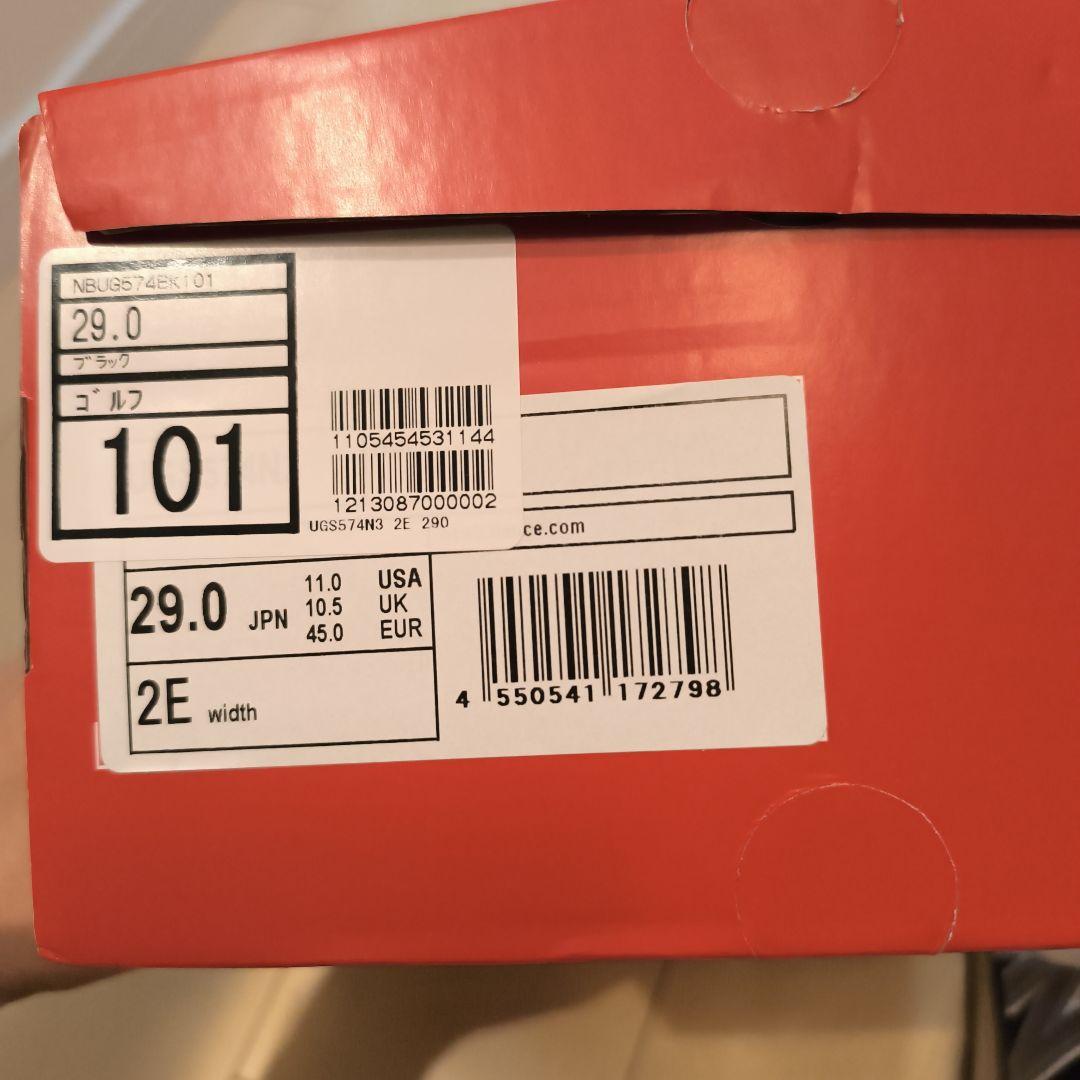 NBUG574BK101
29.0
ブラック
ゴルフ
101
1105454531144
1213087000002
UGS574N3 2E 290
ce.com
29.0 JPN
11.0 USA
10.5 UK
45.0 EUR
2E width
4 550541 172798